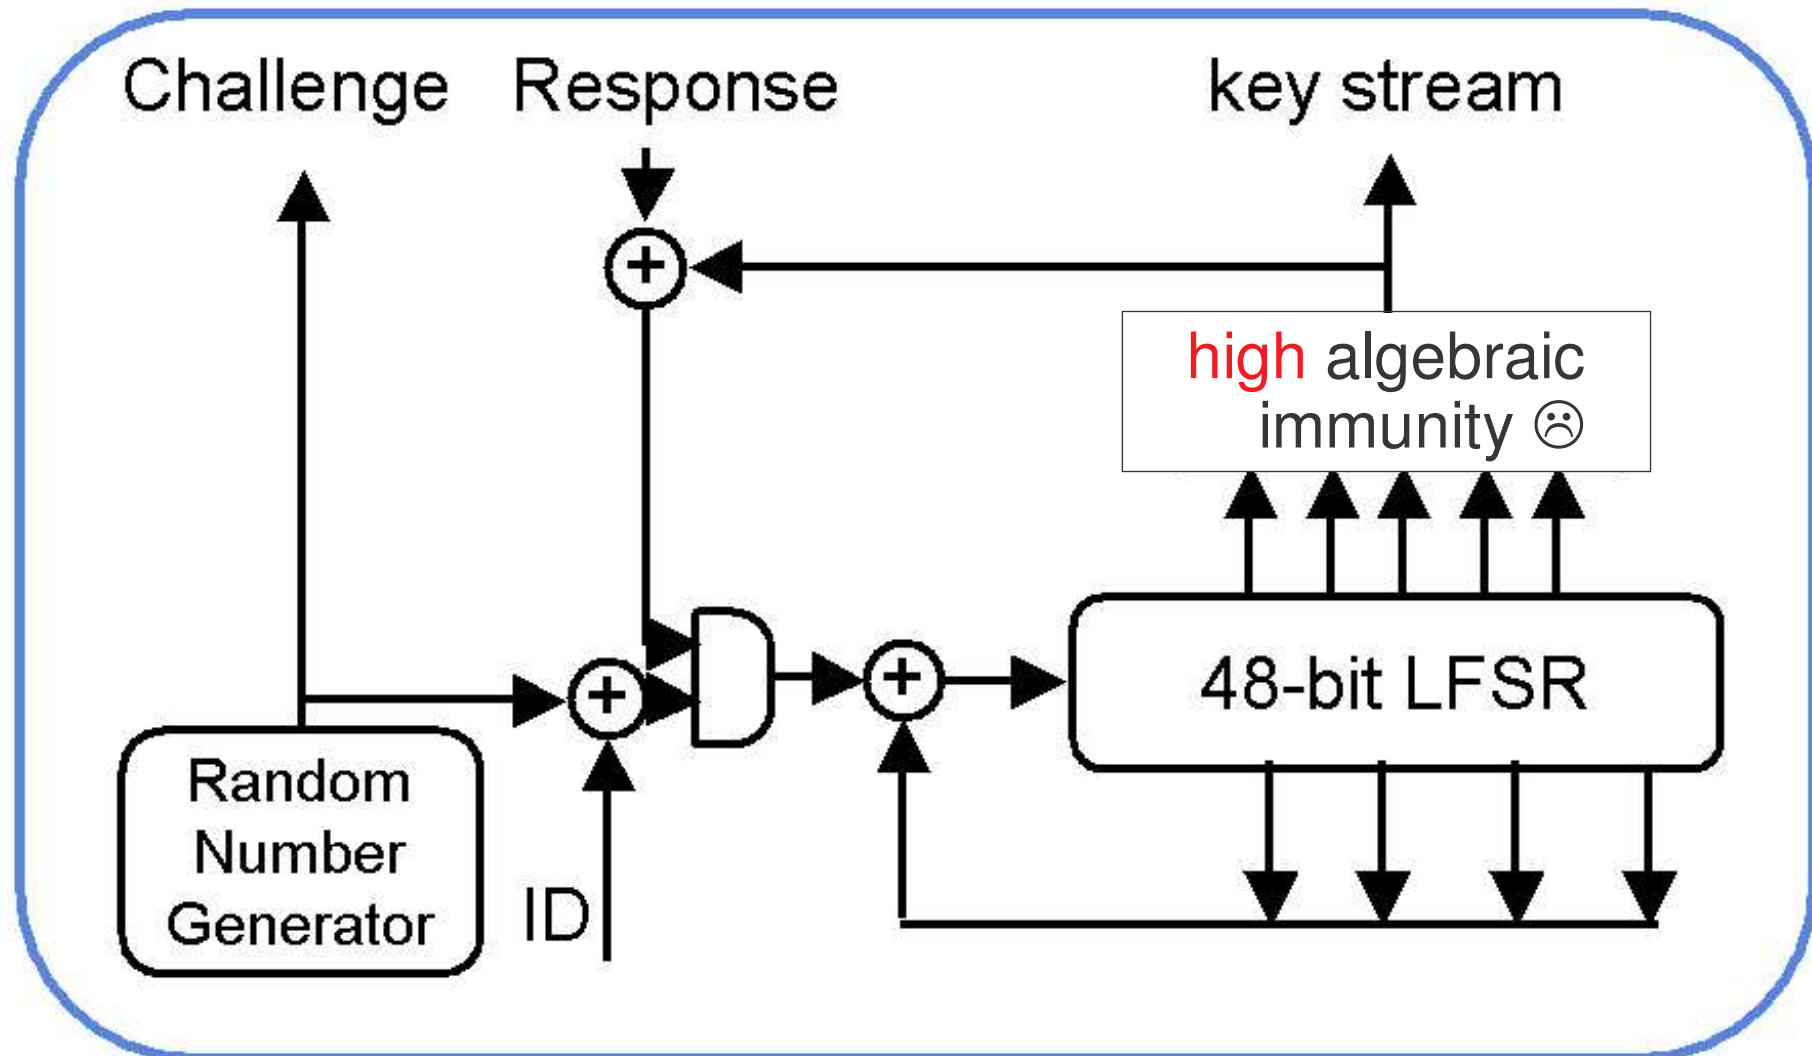 Challenge
Response
key stream
+
high algebraic
immunity ☹
+
+
48-bit LFSR
Random
Number
Generator
ID